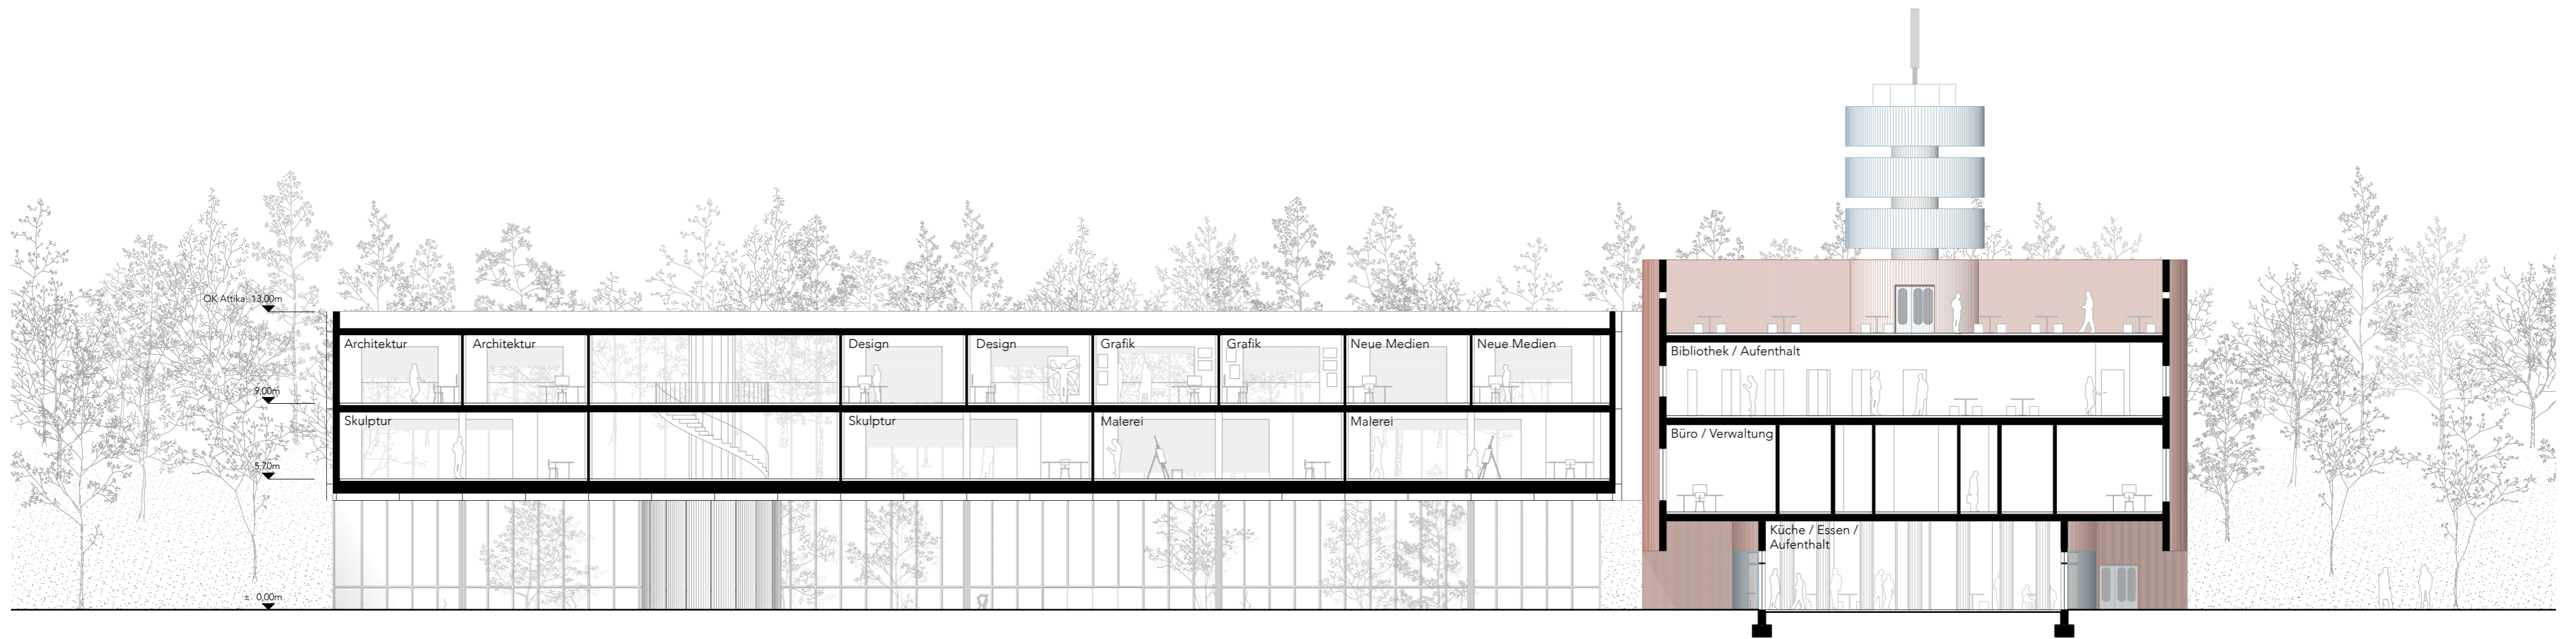 OK Attika 13,00m
Architektur
Architektur
Design
Design
Grafik
Grafik
Neue Medien
Neue Medien
Bibliothek / Aufenthalt
9,00m
Skulptur
Skulptur
Malerei
Malerei
Büro / Verwaltung
5,70m
Küche / Essen /
Aufenthalt
± 0,00m